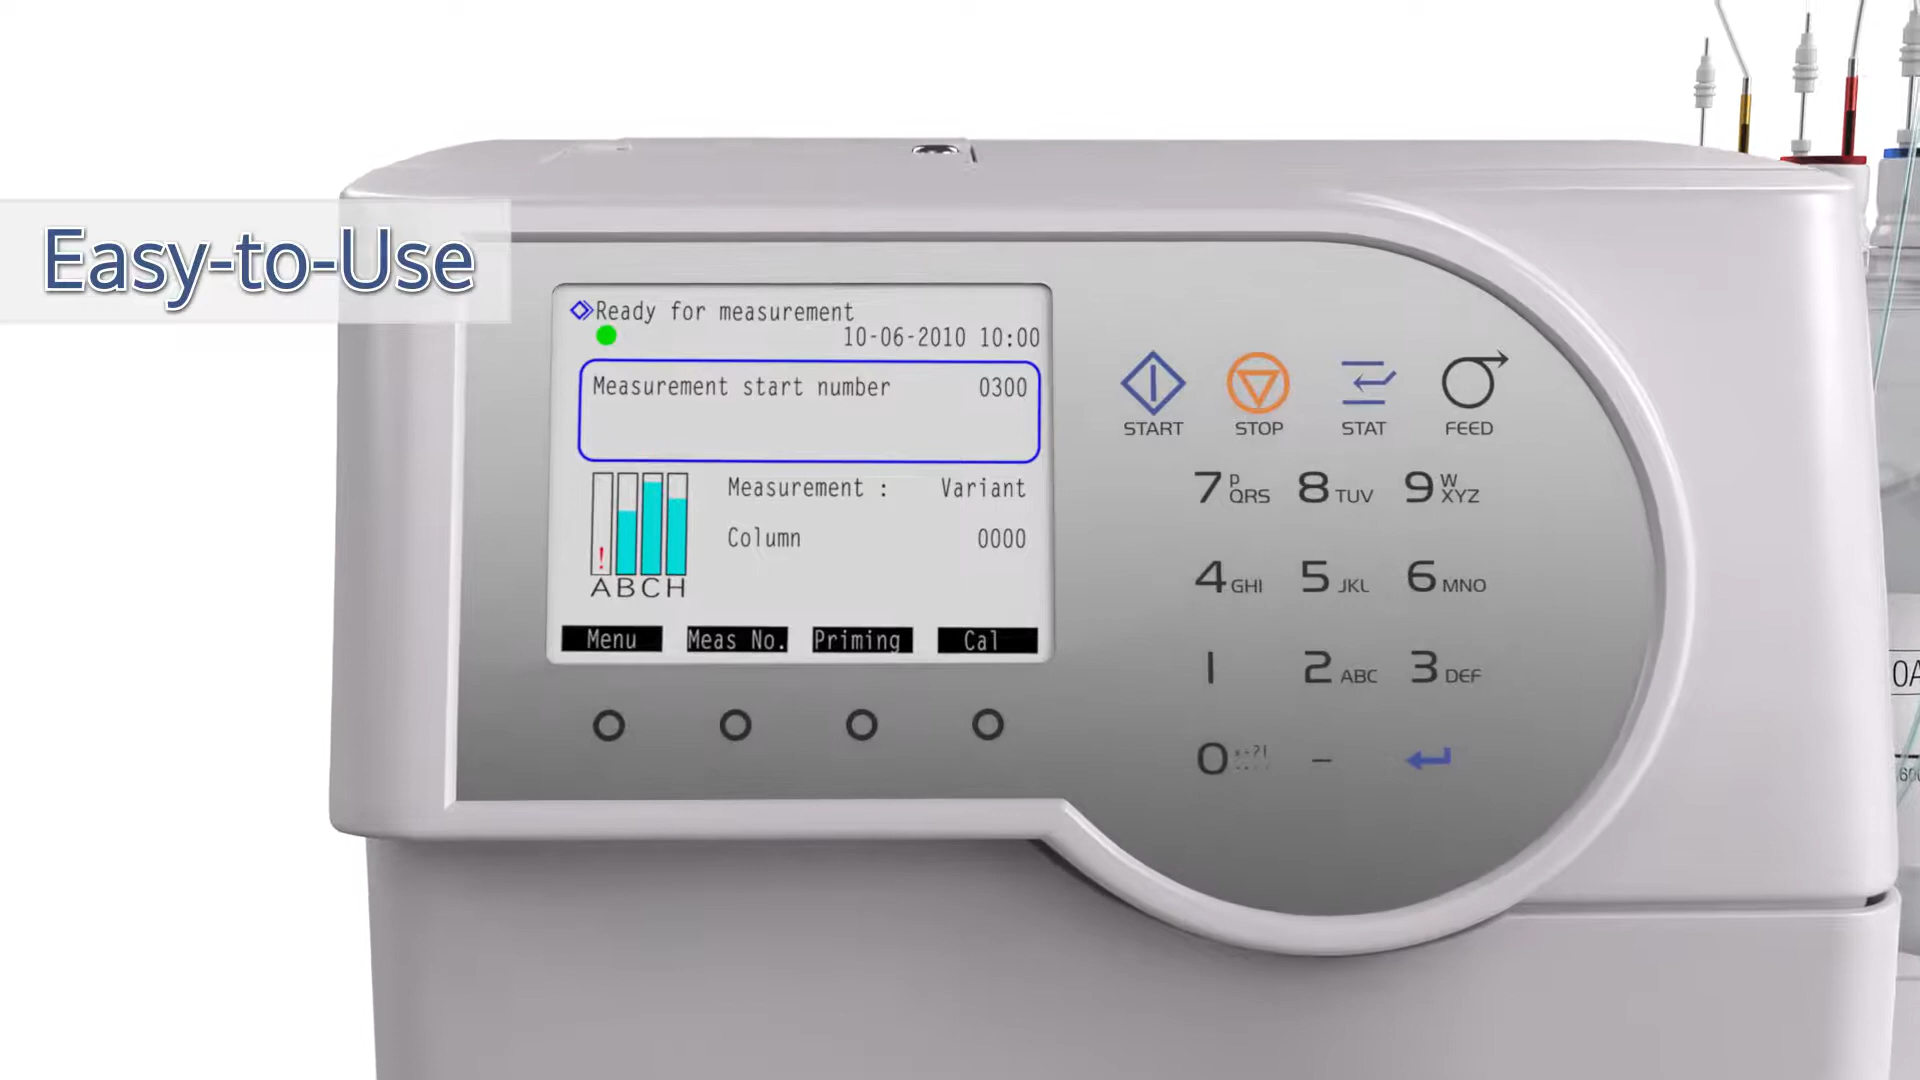 Easy-to-Use
Ready for measurement
10-06-2010 10:00
Measurement start number 0300
Measurement : Variant
Column 0000
!
A B C H
Menu Meas No. Priming Cal
START STOP STAT FEED
7 PQRS 8 TUV 9 WXYZ
4 GHI 5 JKL 6 MNO
1 2 ABC 3 DEF
0 -